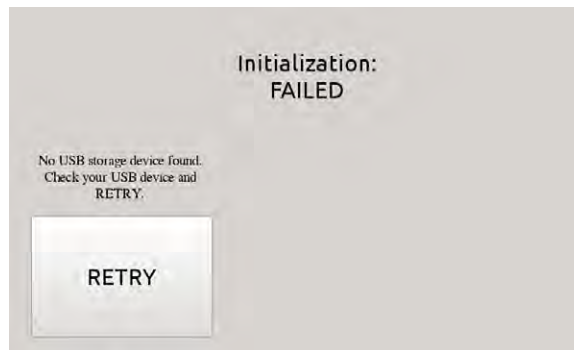 Initialization:
FAILED
No USB storage device found.
Check your USB device and
RETRY.
RETRY